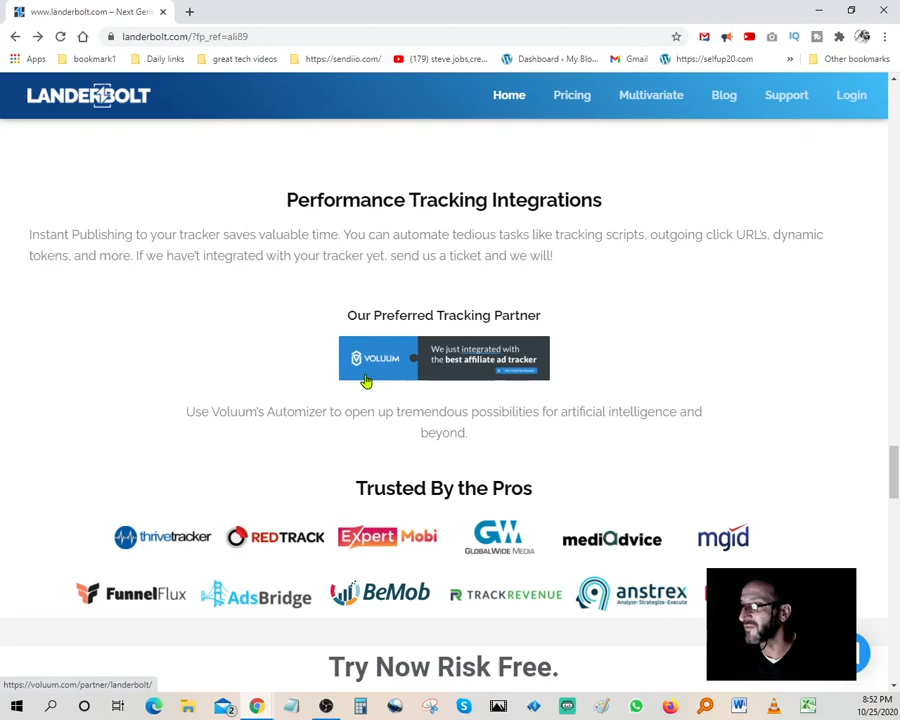 www.landerbolt.com – Next Gene
landerbolt.com/?fp_ref=ali89
Apps bookmark1 Daily links great tech videos https://sendiio.com/ (179) steve jobs,cre... Dashboard ‹ My Blo... Gmail https://selfup20.com » Other bookmarks
LANDERBOLT Home Pricing Multivariate Blog Support Login
Performance Tracking Integrations
Instant Publishing to your tracker saves valuable time. You can automate tedious tasks like tracking scripts, outgoing click URL's, dynamic
tokens, and more. If we have't integrated with your tracker yet, send us a ticket and we will!
Our Preferred Tracking Partner
VOLUUM
We just integrated with
the best affiliate ad tracker
Use Voluum's Automizer to open up tremendous possibilities for artificial intelligence and
beyond.
Trusted By the Pros
thrivetracker REDTRACK Expert Mobi GW GLOBALWIDE MEDIA mediAdvice mgid
FunnelFlux AdsBridge BeMob TRACKREVENUE anstrex
Analyze-Strategize-Execute
Try Now Risk Free.
https://voluum.com/partner/landerbolt/
2
8:52 PM
10/25/2020